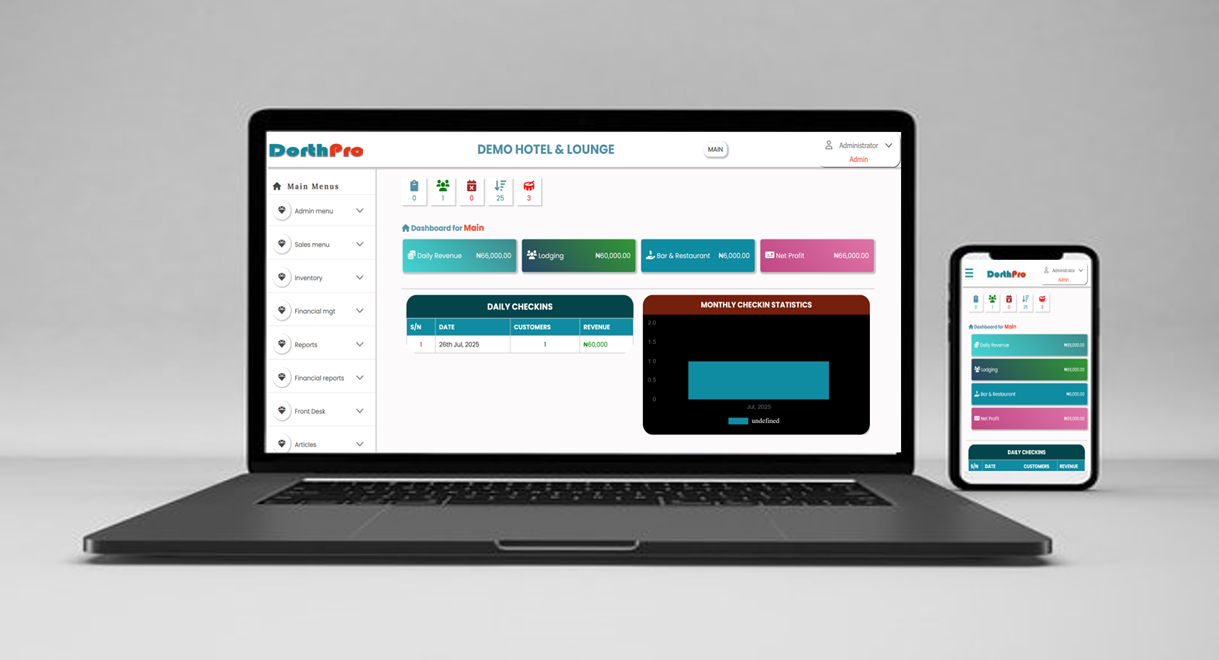 DorthPro
DEMO HOTEL & LOUNGE
MAIN
Administrator
Admin
Main Menus
Admin menu
Sales menu
Inventory
Financial mgt
Reports
Financial reports
Front Desk
Articles
0
1
0
25
3
Dashboard for Main
Daily Revenue ₦66,000.00
Lodging ₦60,000.00
Bar & Restaurant ₦6,000.00
Net Profit ₦66,000.00
DAILY CHECKINS
S/N DATE CUSTOMERS REVENUE
1 26th Jul, 2025 1 ₦60,000
MONTHLY CHECKIN STATISTICS
2.0
1.5
1.0
0.5
0
Jul, 2025
undefined
DorthPro
Administrator
Admin
0
1
0
25
3
Dashboard for Main
Daily Revenue ₦66,000.00
Lodging ₦60,000.00
Bar & Restaurant ₦6,000.00
Net Profit ₦66,000.00
DAILY CHECKINS
S/N DATE CUSTOMERS REVENUE